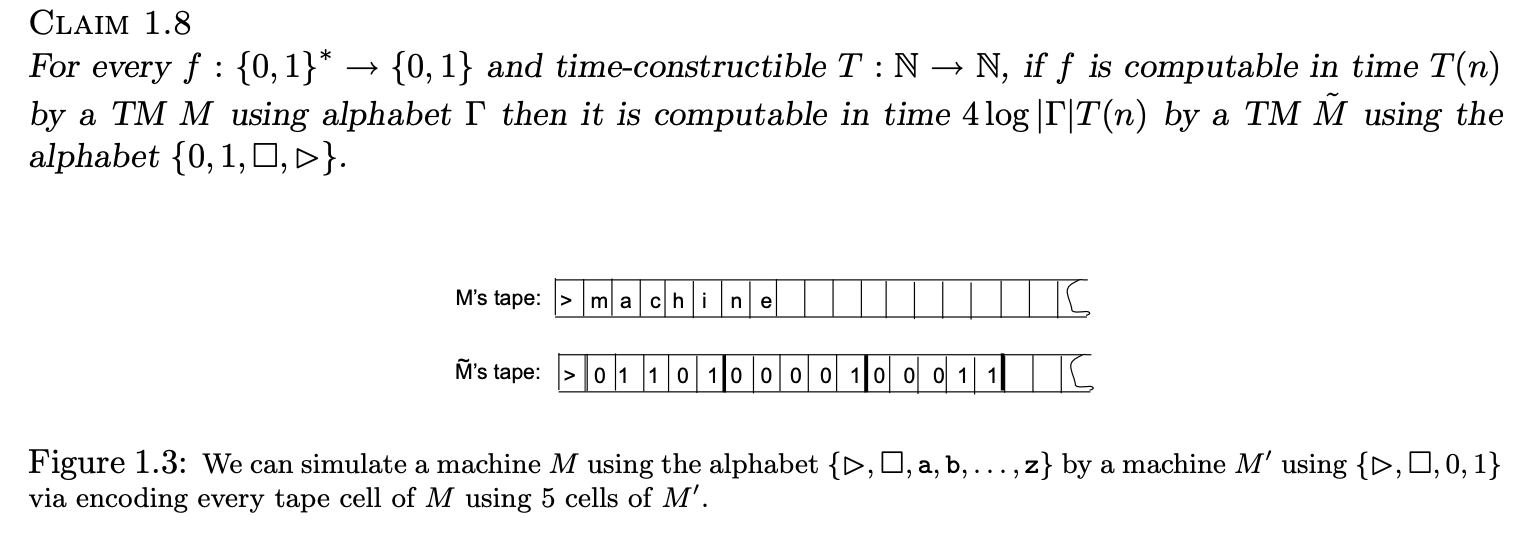 CLAIM 1.8
For every f : {0, 1}* → {0, 1} and time-constructible T : ℕ → ℕ, if f is computable in time T(n)
by a TM M using alphabet Γ then it is computable in time 4 log |Γ|T(n) by a TM M̃ using the
alphabet {0, 1, □, ▷}.
M's tape: > m a c h i n e
M̃'s tape: > 0 1 1 0 1 0 0 0 0 1 0 0 0 1 1
Figure 1.3: We can simulate a machine M using the alphabet {▷, □, a, b, . . . , z} by a machine M′ using {▷, □, 0, 1}
via encoding every tape cell of M using 5 cells of M′.